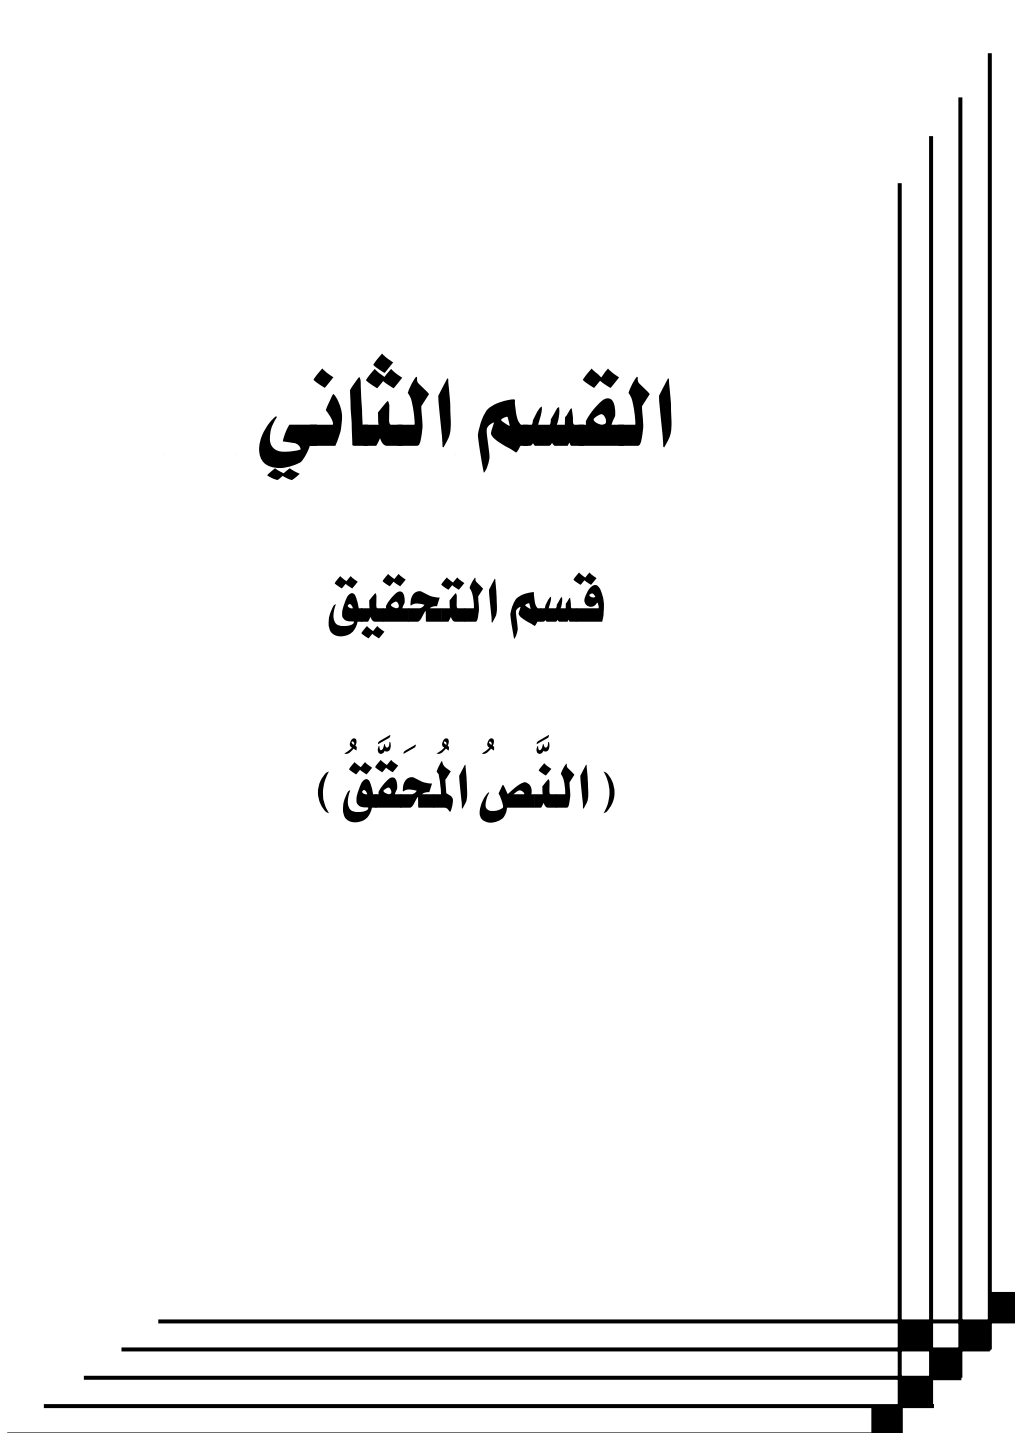 القسم الثاني
قسم التحقيق
( النَّصُ المُحَقَّقُ )